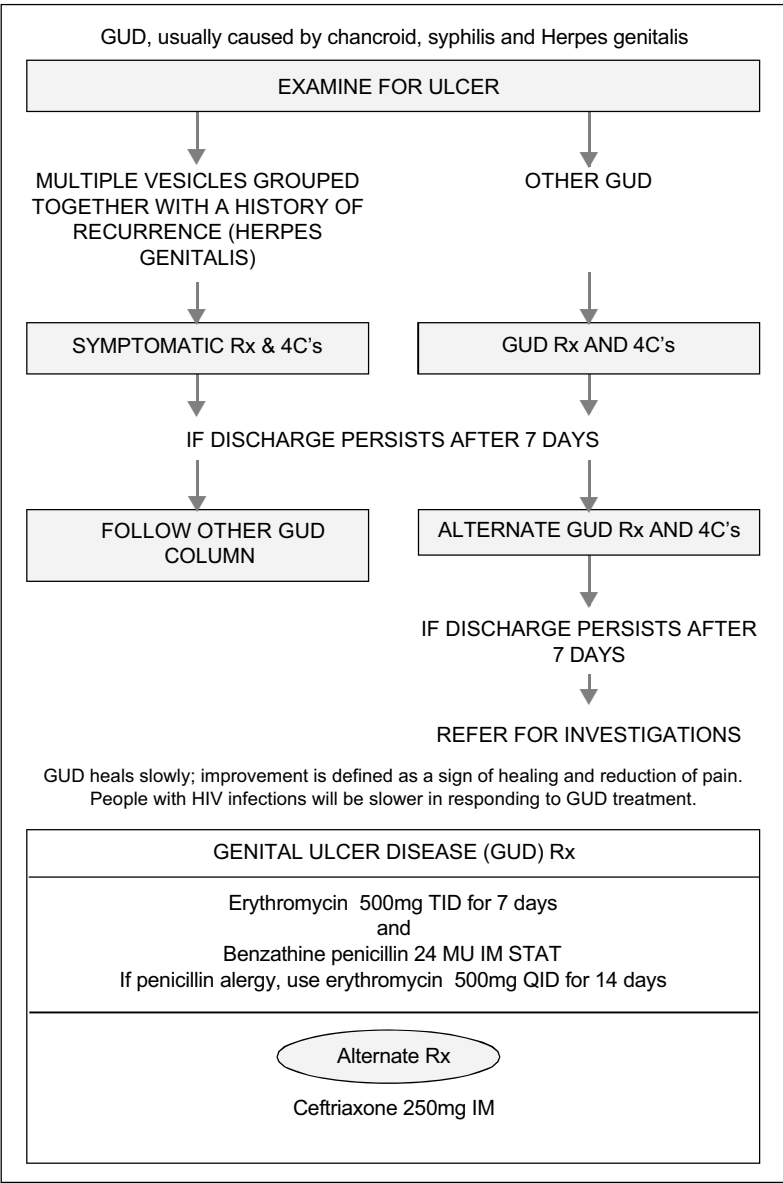 GUD, usually caused by chancroid, syphilis and Herpes genitalis
EXAMINE FOR ULCER
MULTIPLE VESICLES GROUPED
TOGETHER WITH A HISTORY OF
RECURRENCE (HERPES
GENITALIS)
OTHER GUD
SYMPTOMATIC Rx & 4C's
GUD Rx AND 4C's
IF DISCHARGE PERSISTS AFTER 7 DAYS
FOLLOW OTHER GUD
COLUMN
ALTERNATE GUD Rx AND 4C's
IF DISCHARGE PERSISTS AFTER
7 DAYS
REFER FOR INVESTIGATIONS
GUD heals slowly; improvement is defined as a sign of healing and reduction of pain.
People with HIV infections will be slower in responding to GUD treatment.
GENITAL ULCER DISEASE (GUD) Rx
Erythromycin 500mg TID for 7 days
and
Benzathine penicillin 24 MU IM STAT
If penicillin alergy, use erythromycin 500mg QID for 14 days
Alternate Rx
Ceftriaxone 250mg IM